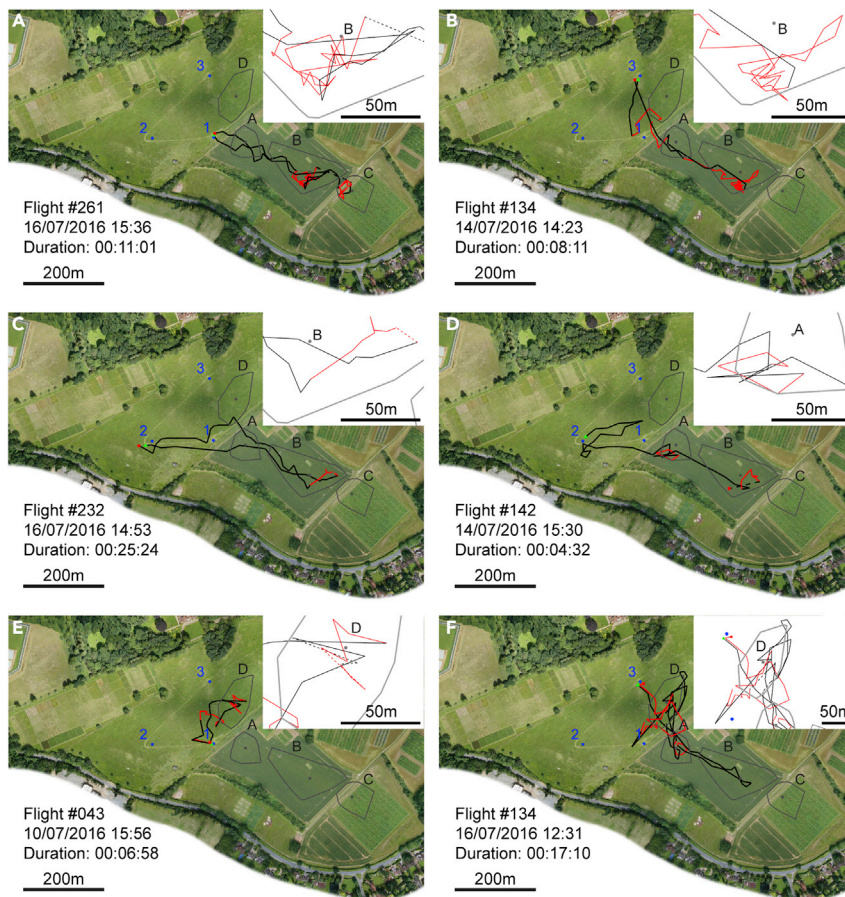 A
B
50m
3
D
2
1
A
B
C
Flight #261
16/07/2016 15:36
Duration: 00:11:01
200m
B
B
50m
3
D
2
1
A
B
C
Flight #134
14/07/2016 14:23
Duration: 00:08:11
200m
C
B
50m
3
D
2
1
A
B
C
Flight #232
16/07/2016 14:53
Duration: 00:25:24
200m
D
A
50m
3
D
2
1
A
B
C
Flight #142
14/07/2016 15:30
Duration: 00:04:32
200m
E
D
50m
3
D
2
1
A
B
C
Flight #043
10/07/2016 15:56
Duration: 00:06:58
200m
F
D
50m
3
D
2
1
A
B
C
Flight #134
16/07/2016 12:31
Duration: 00:17:10
200m